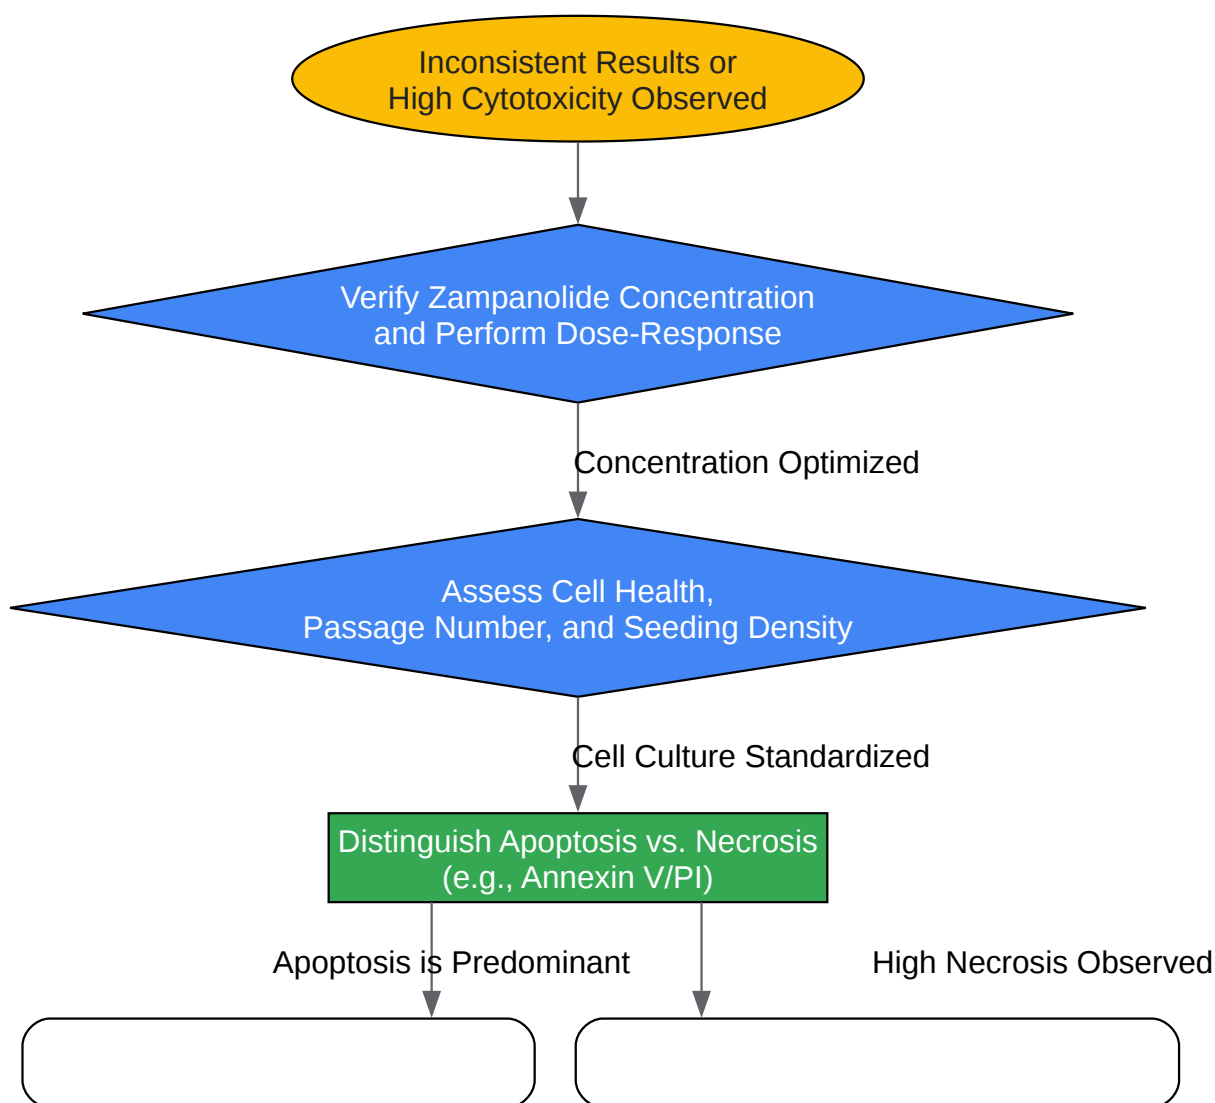 Inconsistent Results or
High Cytotoxicity Observed
Verify Zampanolide Concentration
and Perform Dose-Response
Concentration Optimized
Assess Cell Health,
Passage Number, and Seeding Density
Cell Culture Standardized
Distinguish Apoptosis vs. Necrosis
(e.g., Annexin V/PI)
Apoptosis is Predominant
High Necrosis Observed